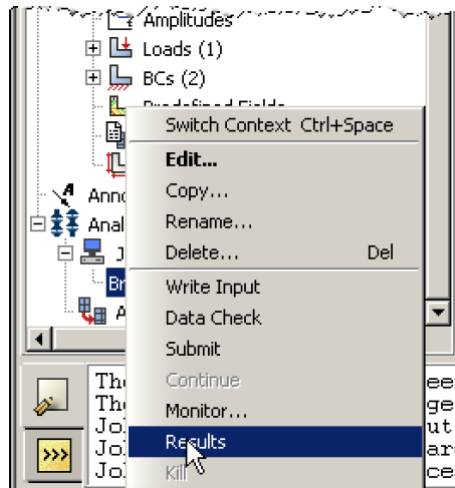 Amplitudes
Loads (1)
BCs (2)
Switch Context Ctrl+Space
Edit...
Copy...
Rename...
Delete... Del
Write Input
Data Check
Submit
Continue
Monitor...
Results
Kill
>>>